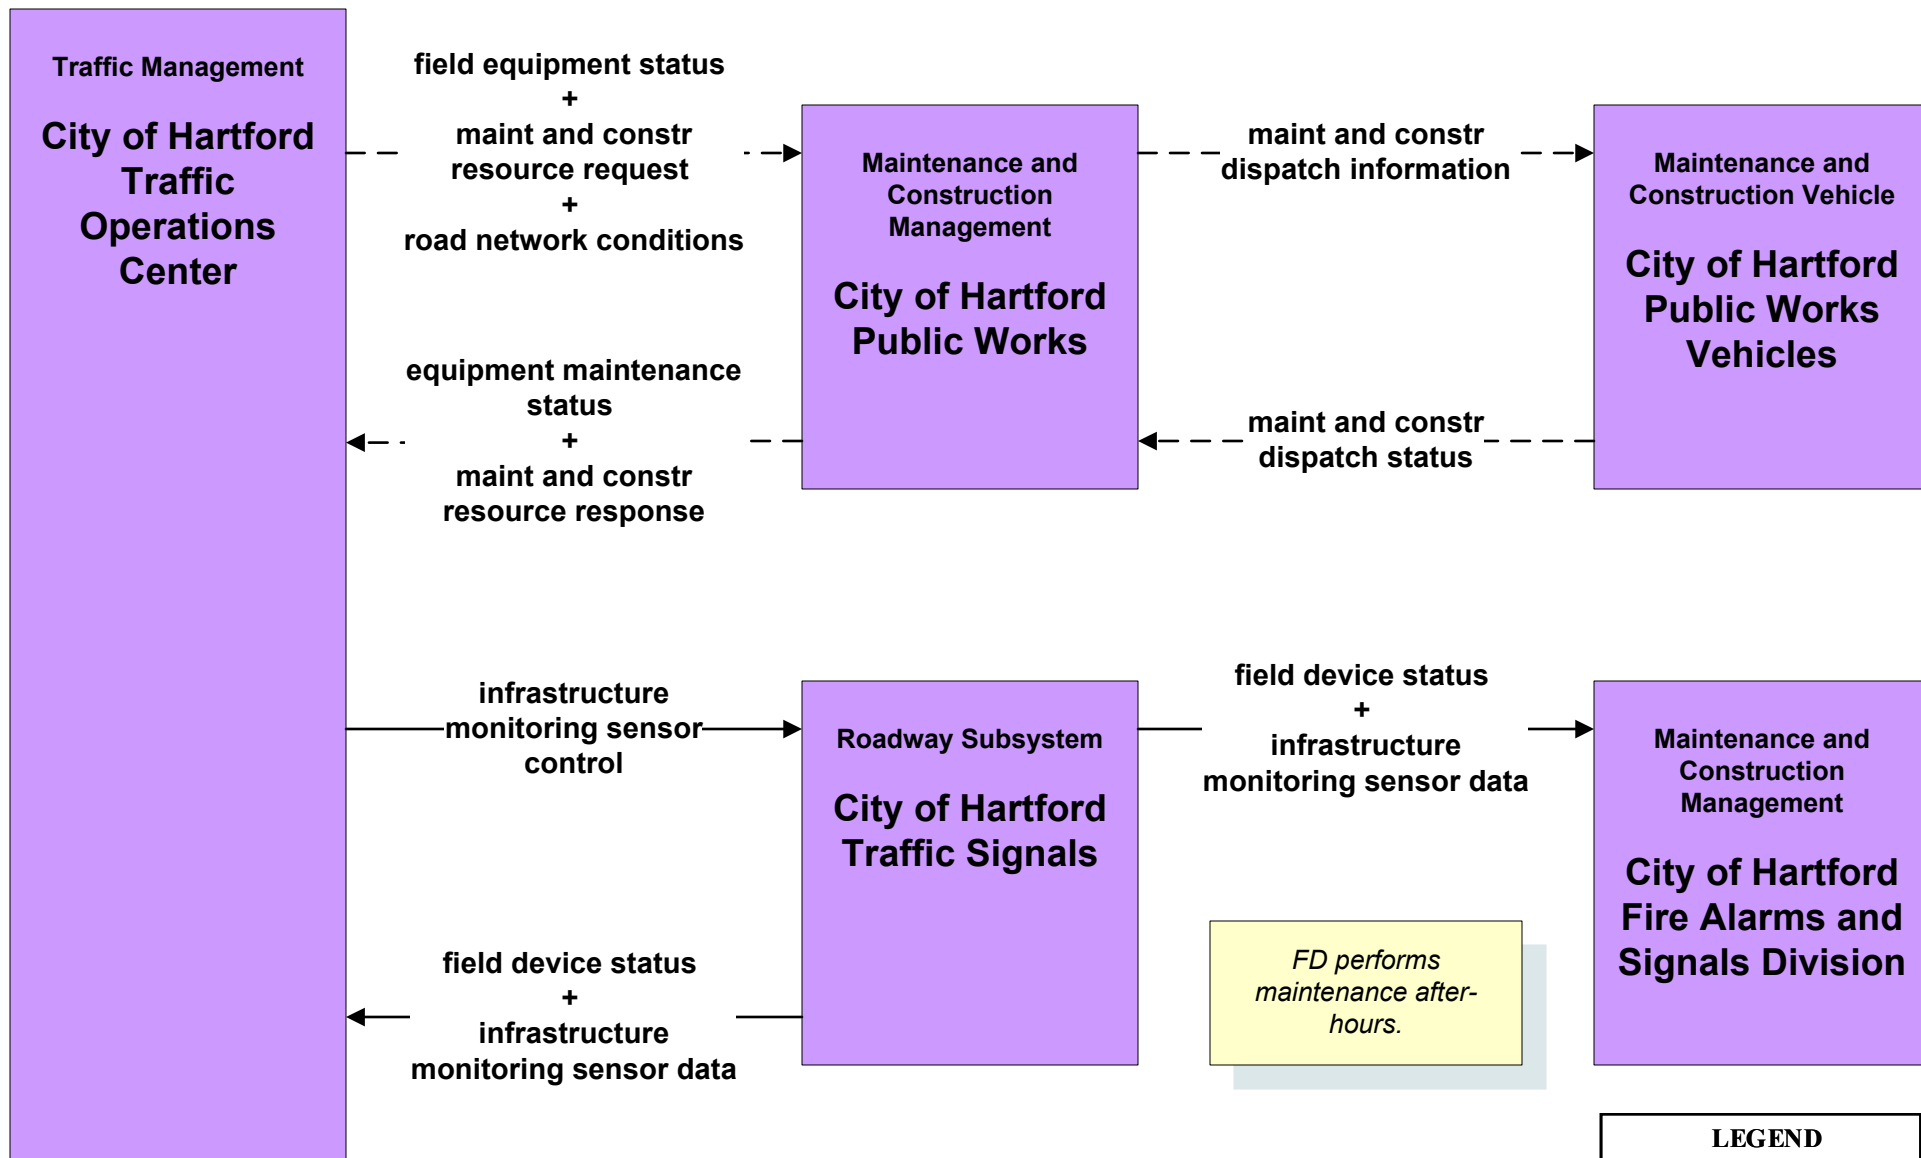 Traffic Management
City of Hartford
Traffic
Operations
Center
field equipment status
+
maint and constr
resource request
+
road network conditions
Maintenance and
Construction
Management
City of Hartford
Public Works
maint and constr
dispatch information
Maintenance and
Construction Vehicle
City of Hartford
Public Works
Vehicles
equipment maintenance
status
+
maint and constr
resource response
maint and constr
dispatch status
infrastructure
monitoring sensor
control
Roadway Subsystem
City of Hartford
Traffic Signals
field device status
+
infrastructure
monitoring sensor data
Maintenance and
Construction
Management
City of Hartford
Fire Alarms and
Signals Division
field device status
+
infrastructure
monitoring sensor data
FD performs
maintenance after-
hours.
LEGEND